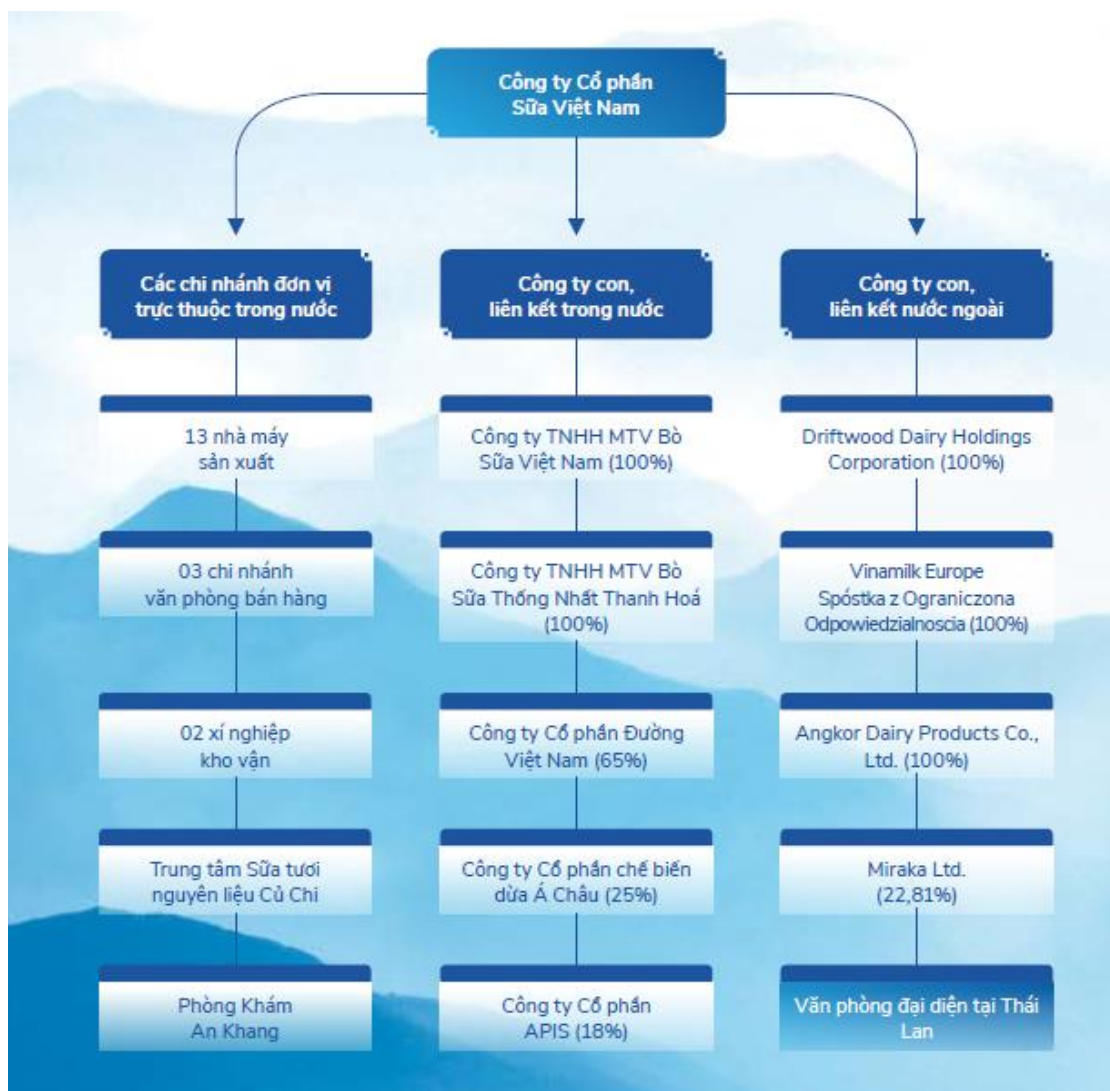 Công ty Cổ phần
Sữa Việt Nam
Các chi nhánh đơn vị
trực thuộc trong nước
13 nhà máy
sản xuất
03 chi nhánh
văn phòng bán hàng
02 xí nghiệp
kho vận
Trung tâm Sữa tươi
nguyên liệu Củ Chi
Phòng Khám
An Khang
Công ty con,
liên kết trong nước
Công ty TNHH MTV Bò
Sữa Việt Nam (100%)
Công ty TNHH MTV Bò
Sữa Thống Nhất Thanh Hoá
(100%)
Công ty Cổ phần Đường
Việt Nam (65%)
Công ty Cổ phần chế biến
dừa Á Châu (25%)
Công ty Cổ phần
APIS (18%)
Công ty con,
liên kết nước ngoài
Driftwood Dairy Holdings
Corporation (100%)
Vinamilk Europe
Spóstka z Ograniczona
Odpowiedzialnoscia (100%)
Angkor Dairy Products Co.,
Ltd. (100%)
Miraka Ltd.
(22,81%)
Văn phòng đại diện tại Thái
Lan